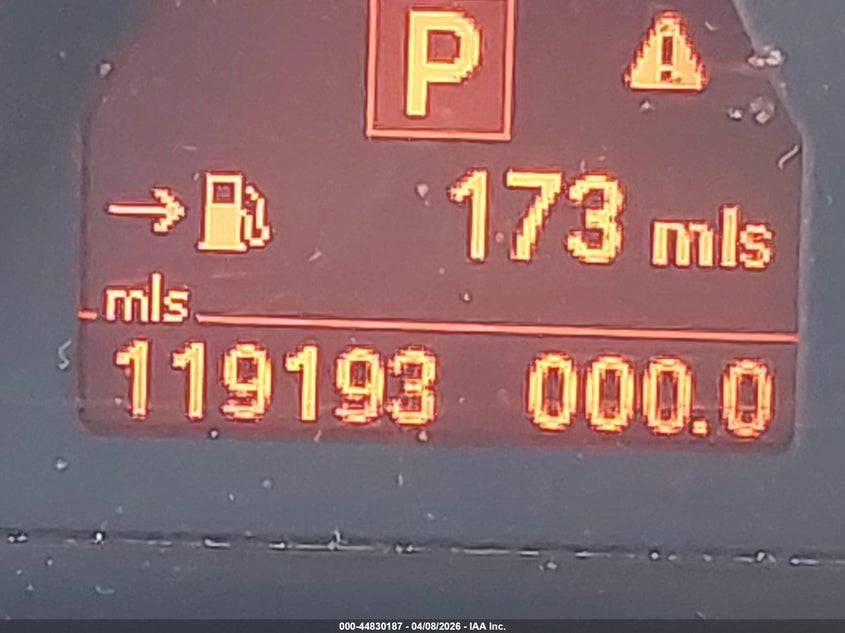 P
173 mls
mls
119193 000.0
000-44830187 - 04/08/2026 - IAA Inc.